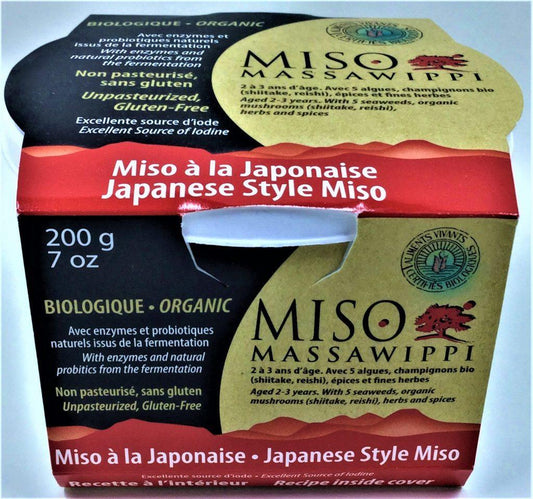 BIOLOGIQUE • ORGANIC
Avec enzymes et
probiotiques naturels
issus de la fermentation
With enzymes and
natural probiotics from
the fermentation
Non pasteurisé,
sans gluten
Unpasteurized,
Gluten-Free
Excellente source d'iode
Excellent Source of Iodine
MISO
MASSAWIPPI
2 à 3 ans d'âge. Avec 5 algues, champignons bio
(shiitake, reishi), épices et fines herbes
Aged 2-3 years. With 5 seaweeds, organic
mushrooms (shiitake, reishi),
herbs and spices
Miso à la Japonaise
Japanese Style Miso
200 g
7 oz
BIOLOGIQUE • ORGANIC
Avec enzymes et probiotiques
naturels issus de la fermentation
With enzymes and natural
probitics from the fermentation
Non pasteurisé, sans gluten
Unpasteurized, Gluten-Free
ALIMENTS VIVANTS
CERTIFIÉS BIOLOGIQUES
MISO
MASSAWIPPI
2 à 3 ans d'âge. Avec 5 algues, champignons bio
(shiitake, reishi), épices et fines herbes
Aged 2-3 years. With 5 seaweeds, organic
mushrooms (shiitake, reishi), herbs and spices
Miso à la Japonaise • Japanese Style Miso
Excellente source d'iode • Excellent Source of Iodine
Recette à l'intérieur Recipe inside cover